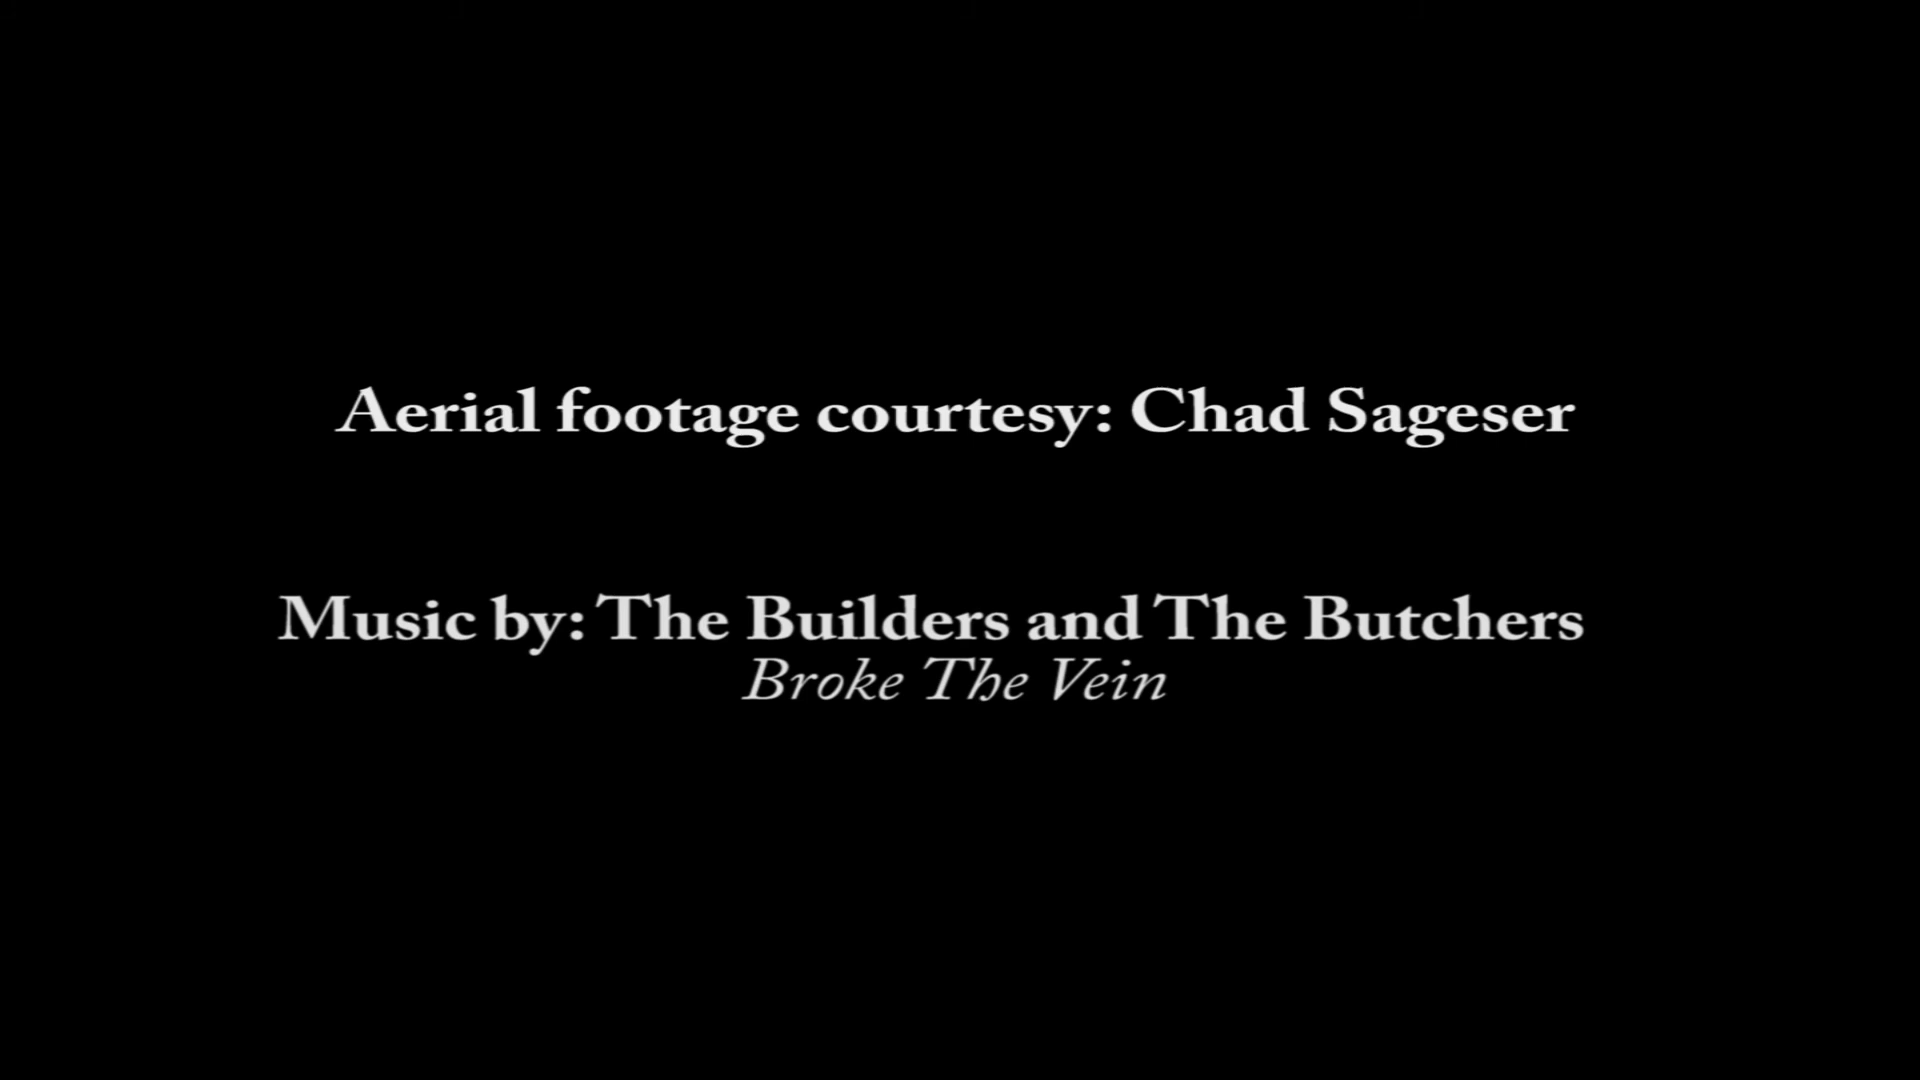 Aerial footage courtesy: Chad Sageser
Music by: The Builders and The Butchers
Broke The Vein